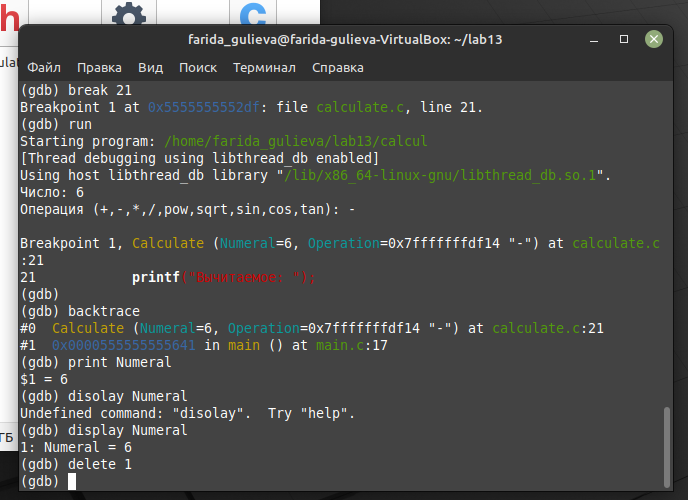 h
ulat
farida_gulieva@farida-gulieva-VirtualBox: ~/lab13
Файл Правка Вид Поиск Терминал Справка
(gdb) break 21
Breakpoint 1 at 0x5555555552df: file calculate.c, line 21.
(gdb) run
Starting program: /home/farida_gulieva/lab13/calcul
[Thread debugging using libthread_db enabled]
Using host libthread_db library "/lib/x86_64-linux-gnu/libthread_db.so.1".
Число: 6
Операция (+,-,*,/,pow,sqrt,sin,cos,tan): -
Breakpoint 1, Calculate (Numeral=6, Operation=0x7fffffffdf14 "-") at calculate.c
:21
21 printf("Вычитаемое: ");
(gdb)
(gdb) backtrace
#0 Calculate (Numeral=6, Operation=0x7fffffffdf14 "-") at calculate.c:21
#1 0x0000555555555641 in main () at main.c:17
(gdb) print Numeral
$1 = 6
(gdb) disolay Numeral
Undefined command: "disolay". Try "help".
(gdb) display Numeral
1: Numeral = 6
(gdb) delete 1
(gdb)
ГБ